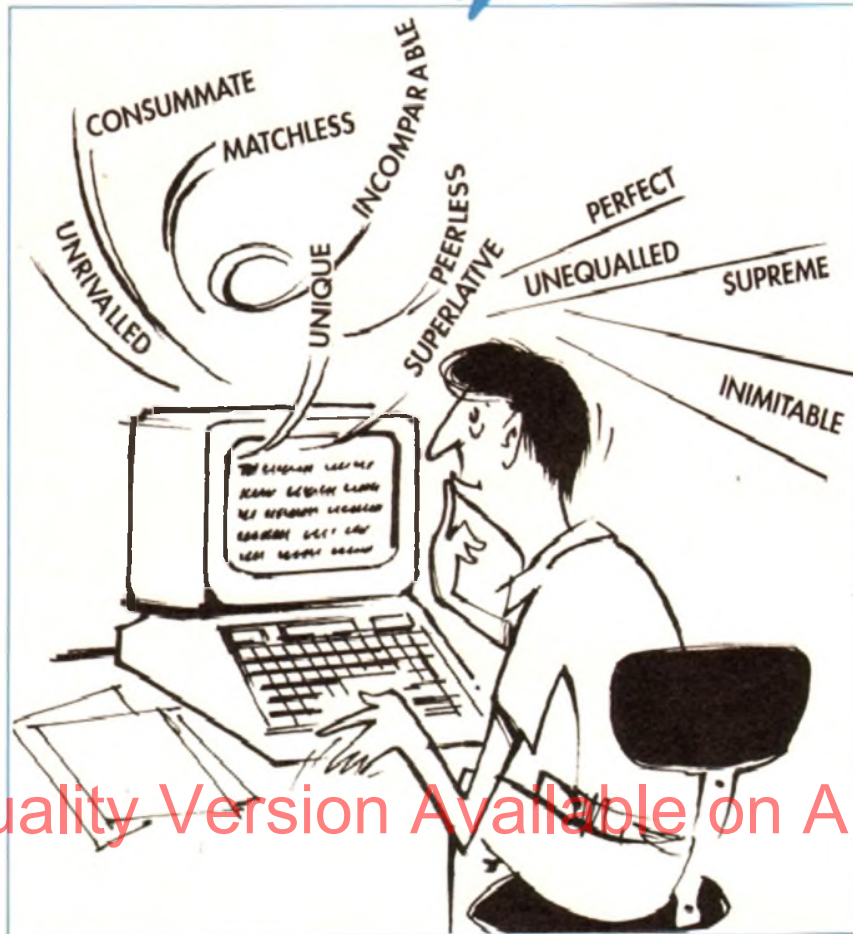 CONSUMMATE
MATCHLESS
INCOMPARABLE
UNRIVALLED
UNIQUE
PEERLESS
SUPERLATIVE
PERFECT
UNEQUALLED
SUPREME
INIMITABLE
uality Version Available on A